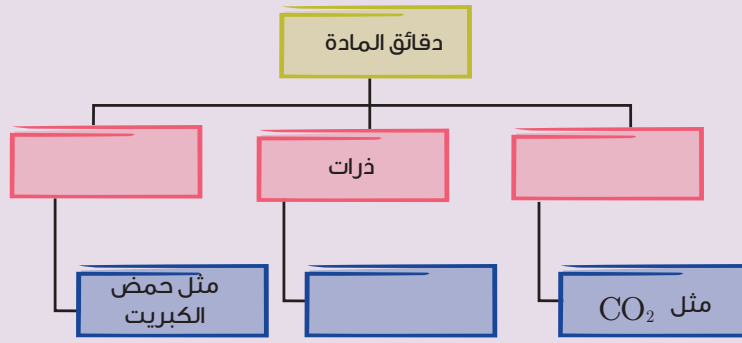 دقائق المادة
ذرات
مثل CO₂
مثل حمض
الكبريت